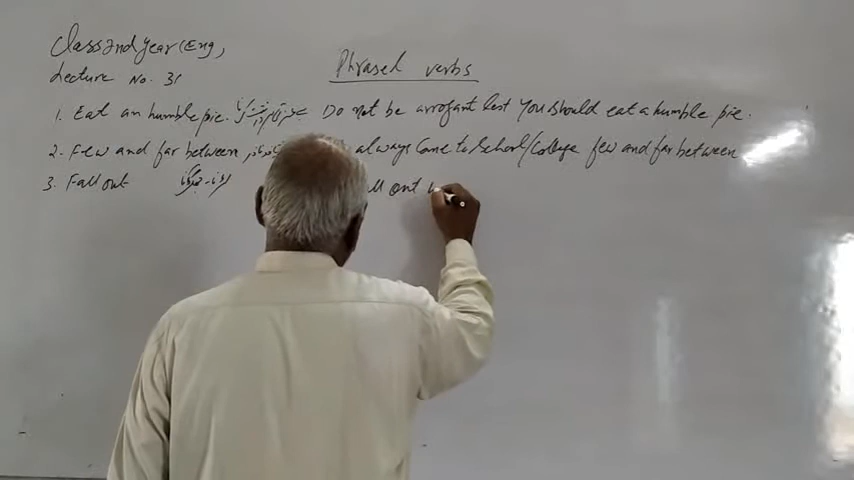 Class 2nd year (Eng)
Lecture No. 31
Phrased verbs
1. Eat an humble pie. Do not be arrogant lest you should eat a humble pie.
2. Few and far between always come to School/College few and far between
3. Fall out out